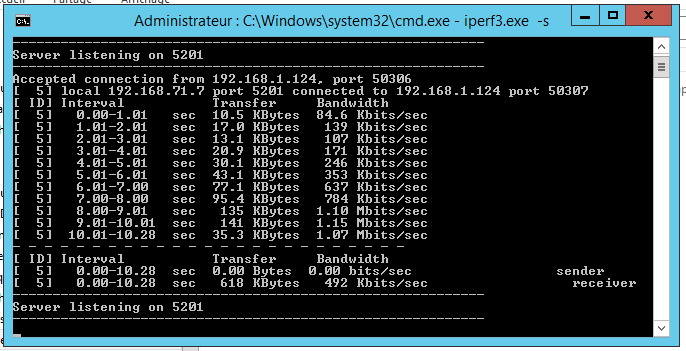 Partage
Affichage
Administrateur : C:\Windows\system32\cmd.exe - iperf3.exe -s
-----------------------------------------------------------
Server listening on 5201
-----------------------------------------------------------
Accepted connection from 192.168.1.124, port 50306
[  5] local 192.168.71.7 port 5201 connected to 192.168.1.124 port 50307
[ ID] Interval           Transfer     Bandwidth
[  5]   0.00-1.01   sec  10.5 KBytes  84.6 Kbits/sec
[  5]   1.01-2.01   sec  17.0 KBytes   139 Kbits/sec
[  5]   2.01-3.01   sec  13.1 KBytes   107 Kbits/sec
[  5]   3.01-4.01   sec  20.9 KBytes   171 Kbits/sec
[  5]   4.01-5.01   sec  30.1 KBytes   246 Kbits/sec
[  5]   5.01-6.01   sec  43.1 KBytes   353 Kbits/sec
[  5]   6.01-7.00   sec  77.1 KBytes   637 Kbits/sec
[  5]   7.00-8.00   sec  95.4 KBytes   784 Kbits/sec
[  5]   8.00-9.01   sec   135 KBytes  1.10 Mbits/sec
[  5]   9.01-10.01  sec   141 KBytes  1.15 Mbits/sec
[  5]  10.01-10.28  sec  35.3 KBytes  1.07 Mbits/sec
- - - - - - - - - - - - - - - - - - - - - - - - -
[ ID] Interval           Transfer     Bandwidth
[  5]   0.00-10.28  sec  0.00 Bytes  0.00 bits/sec                  sender
[  5]   0.00-10.28  sec   618 KBytes   492 Kbits/sec                  receiver
-----------------------------------------------------------
Server listening on 5201
-----------------------------------------------------------